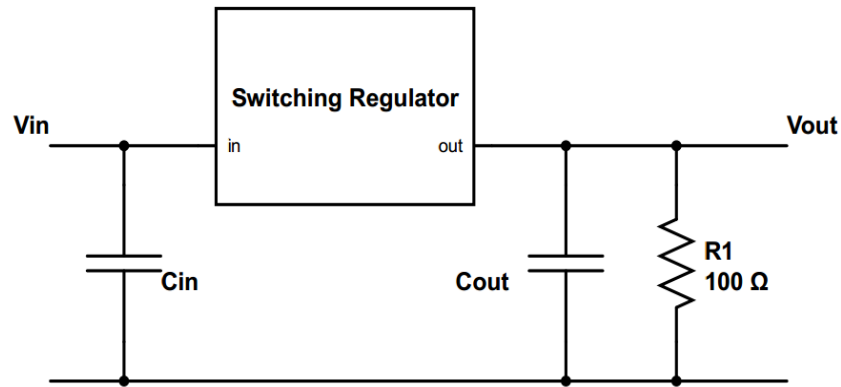 Switching Regulator
Vin
Vout
in
out
Cin
Cout
R1
100 Ω